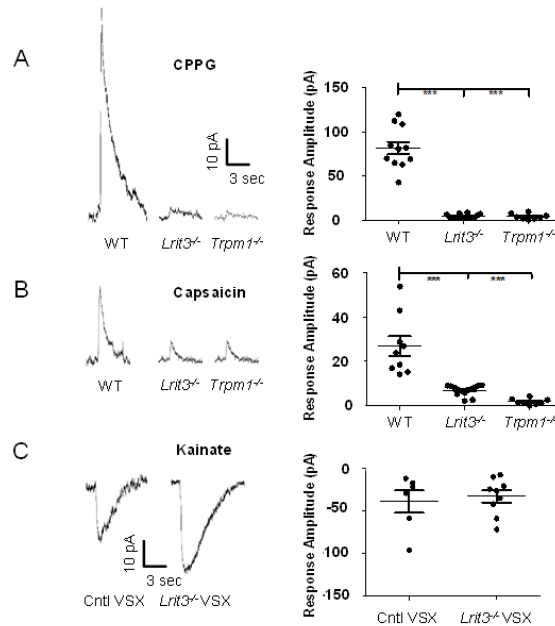 A
CPPG
10 pA
3 sec
WT
Lrit3-/-
Trpm1-/-
Response Amplitude (pA)
150
100
50
0
***
***
WT
Lrit3-/-
Trpm1-/-
B
Capsaicin
WT
Lrit3-/-
Trpm1-/-
Response Amplitude (pA)
60
40
20
0
***
***
WT
Lrit3-/-
Trpm1-/-
C
Kainate
10 pA
3 sec
Cntl VSX
Lrit3-/- VSX
Response Amplitude (pA)
0
-50
-100
-150
Cntl VSX
Lrit3-/- VSX